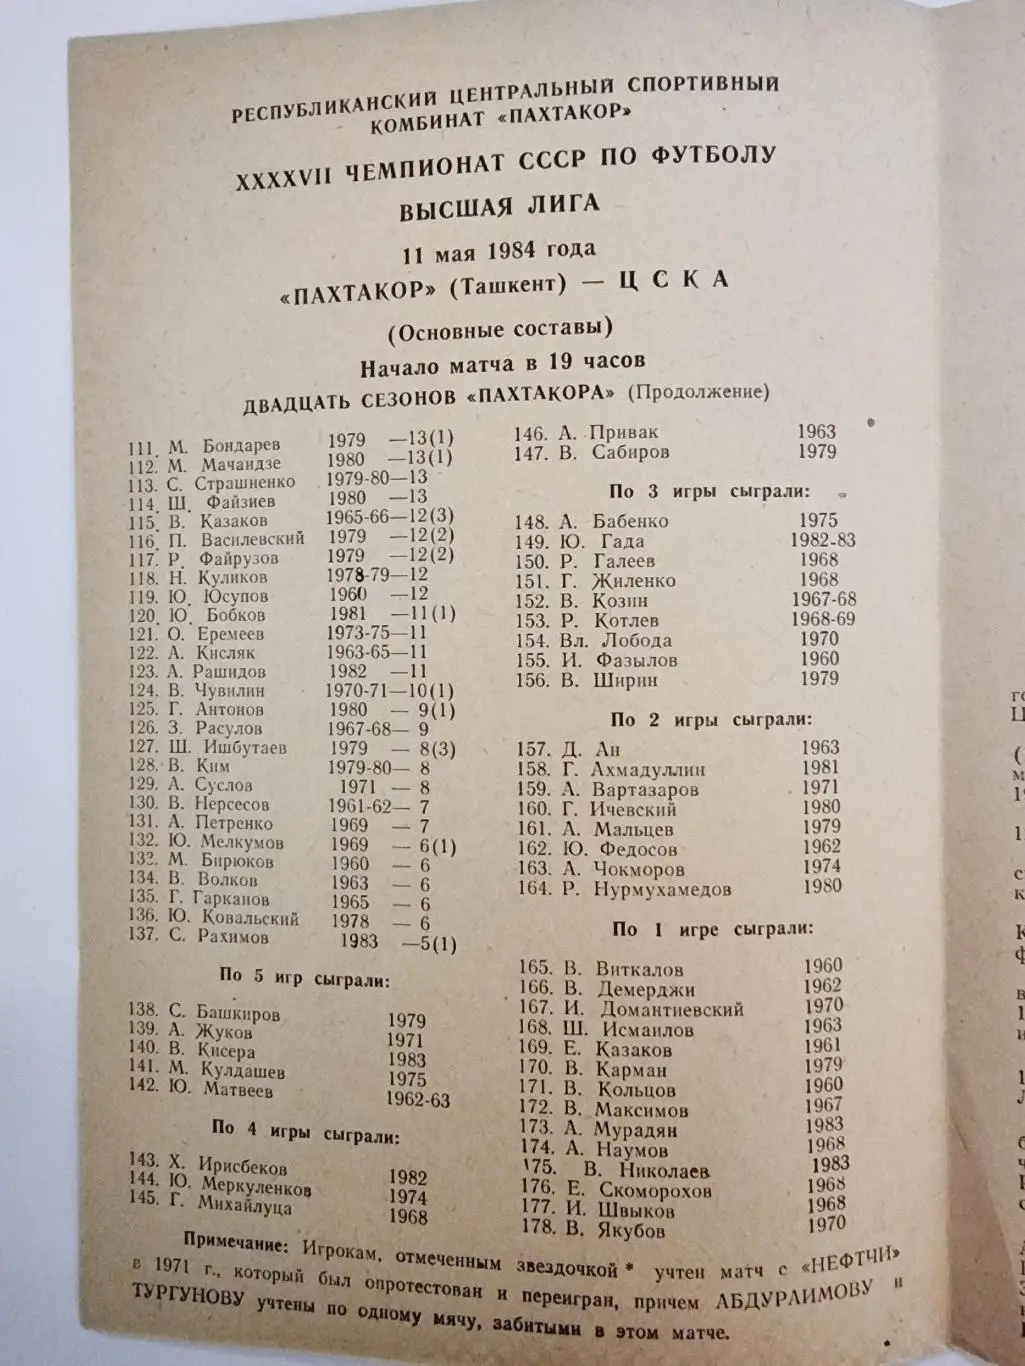 РЕСПУБЛИКАНСКИЙ ЦЕНТРАЛЬНЫЙ СПОРТИВНЫЙ
КОМБИНАТ «ПАХТАКОР»
XXXXVII ЧЕМПИОНАТ СССР ПО ФУТБОЛУ
ВЫСШАЯ ЛИГА
11 мая 1984 года
«ПАХТАКОР» (Ташкент) — ЦСКА
(Основные составы)
Начало матча в 19 часов
ДВАДЦАТЬ СЕЗОНОВ «ПАХТАКОРА» (Продолжение)
111. М. Бондарев 1979 —13(1)
112. М. Мачаидзе 1980 —13(1)
113. С. Страшненко 1979-80—13
114. Ш. Файзиев 1980 —13
115. В. Казаков 1965-66—12(3)
116. П. Василевский 1979 —12(2)
117. Р. Файрузов 1979 —12(2)
118. Н. Куликов 1978-79—12
119. Ю. Юсупов 1960 —12
120. Ю. Бобков 1981 —11(1)
121. О. Еремеев 1973-75—11
122. А. Кисляк 1963-65—11
123. А. Рашидов 1982 —11
124. В. Чувилин 1970-71—10(1)
125. Г. Антонов 1980 — 9(1)
126. З. Расулов 1967-68— 9
127. Ш. Ишбутаев 1979 — 8(3)
128. В. Ким 1979-80— 8
129. А. Суслов 1971 — 8
130. В. Нерсесов 1961-62— 7
131. А. Петренко 1969 — 7
132. Ю. Мелкумов 1969 — 6(1)
133. М. Бирюков 1960 — 6
134. В. Волков 1963 — 6
135. Г. Гарканов 1965 — 6
136. Ю. Ковальский 1978 — 6
137. С. Рахимов 1983 —5(1)
По 5 игр сыграли:
138. С. Башкиров 1979
139. А. Жуков 1971
140. В. Кисера 1983
141. М. Кулдашев 1975
142. Ю. Матвеев 1962-63
По 4 игры сыграли:
143. Х. Ирисбеков 1982
144. Ю. Меркуленков 1974
145. Г. Михайлуца 1968
146. А. Привак 1963
147. В. Сабиров 1979
По 3 игры сыграли:
148. А. Бабенко 1975
149. Ю. Гада 1982-83
150. Р. Галеев 1968
151. Г. Жиленко 1968
152. В. Козин 1967-68
153. Р. Котлев 1968-69
154. Вл. Лобода 1970
155. И. Фазылов 1960
156. В. Ширин 1979
По 2 игры сыграли:
157. Д. Ан 1963
158. Г. Ахмадуллин 1981
159. А. Вартазаров 1971
160. Г. Ичевский 1980
161. А. Мальцев 1979
162. Ю. Федосов 1962
163. А. Чокморов 1974
164. Р. Нурмухамедов 1980
По 1 игре сыграли:
165. В. Виткалов 1960
166. В. Демерджи 1962
167. И. Домантиевский 1970
168. Ш. Исмаилов 1963
169. Е. Казаков 1961
170. В. Карман 1979
171. В. Кольцов 1960
172. В. Максимов 1967
173. А. Мурадян 1983
174. А. Наумов 1968
175. В. Николаев 1983
176. Е. Скоморохов 1968
177. И. Швыков 1968
178. В. Якубов 1970
Примечание: Игрокам, отмеченным звездочкой * учтен матч с «НЕФТЧИ»
в 1971 г., который был опротестован и переигран, причем АБДУРАИМОВУ и
ТУРГУНОВУ учтены по одному мячу, забитыми в этом матче.